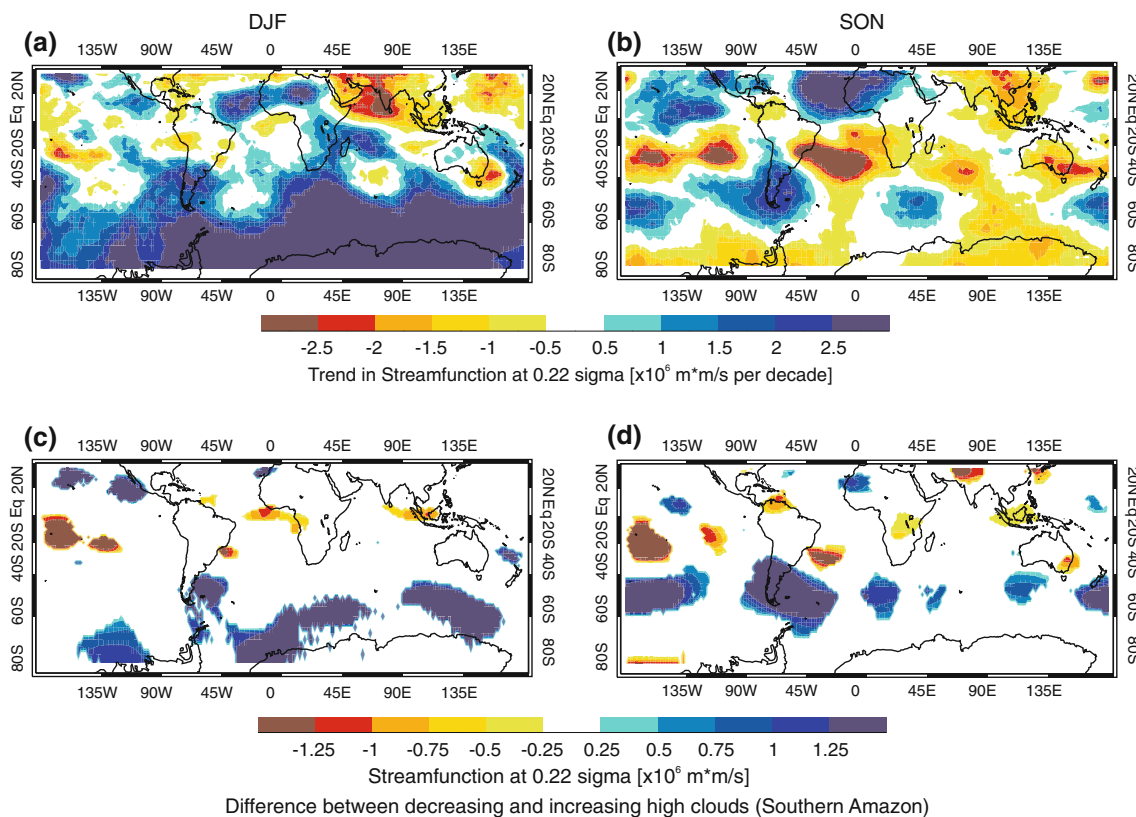 DJF
SON
(a)
135W 90W 45W 0 45E 90E 135E
80S 60S 40S 20S Eq 20N
20N Eq 20S 40S 60S 80S
135W 90W 45W 0 45E 90E 135E
(b)
135W 90W 45W 0 45E 90E 135E
80S 60S 40S 20S Eq 20N
20N Eq 20S 40S 60S 80S
135W 90W 45W 0 45E 90E 135E
-2.5 -2 -1.5 -1 -0.5 0.5 1 1.5 2 2.5
Trend in Streamfunction at 0.22 sigma [x10⁶ m*m/s per decade]
(c)
135W 90W 45W 0 45E 90E 135E
80S 60S 40S 20S Eq 20N
20N Eq 20S 40S 60S 80S
135W 90W 45W 0 45E 90E 135E
(d)
135W 90W 45W 0 45E 90E 135E
80S 60S 40S 20S Eq 20N
20N Eq 20S 40S 60S 80S
135W 90W 45W 0 45E 90E 135E
-1.25 -1 -0.75 -0.5 -0.25 0.25 0.5 0.75 1 1.25
Streamfunction at 0.22 sigma [x10⁶ m*m/s]
Difference between decreasing and increasing high clouds (Southern Amazon)